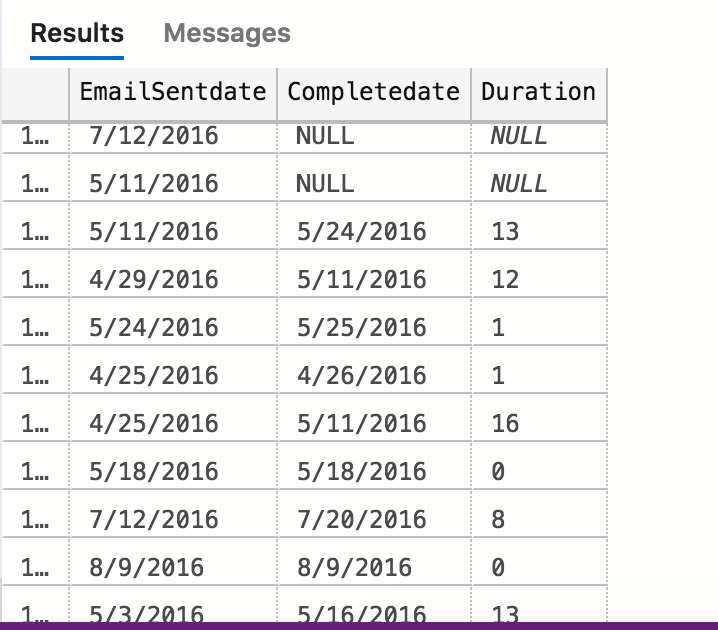 Results Messages
EmailSentdate Completedate Duration
1… 7/12/2016 NULL NULL
1… 5/11/2016 NULL NULL
1… 5/11/2016 5/24/2016 13
1… 4/29/2016 5/11/2016 12
1… 5/24/2016 5/25/2016 1
1… 4/25/2016 4/26/2016 1
1… 4/25/2016 5/11/2016 16
1… 5/18/2016 5/18/2016 0
1… 7/12/2016 7/20/2016 8
1… 8/9/2016 8/9/2016 0
1… 5/3/2016 5/16/2016 13